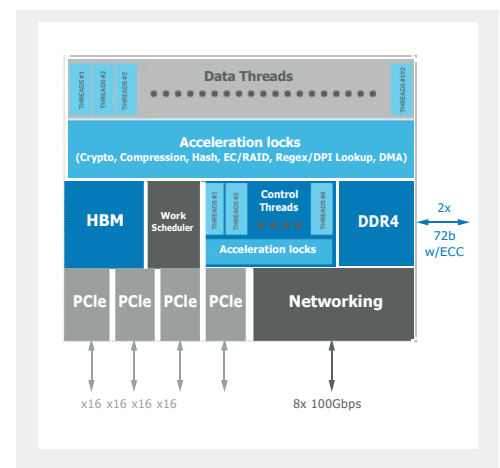 Data Threads
THREADS#1
THREADS#2
THREADS#3
THREADS#192
Acceleration locks
(Crypto, Compression, Hash, EC/RAID, Regex/DPI Lookup, DMA)
HBM
Work
Scheduler
THREADS#1
THREADS#2
Control
Threads
THREADS#8
Acceleration locks
DDR4
2x
72b
w/ECC
PCIe
PCIe
PCIe
PCIe
Networking
x16 x16 x16 x16
8x 100Gbps